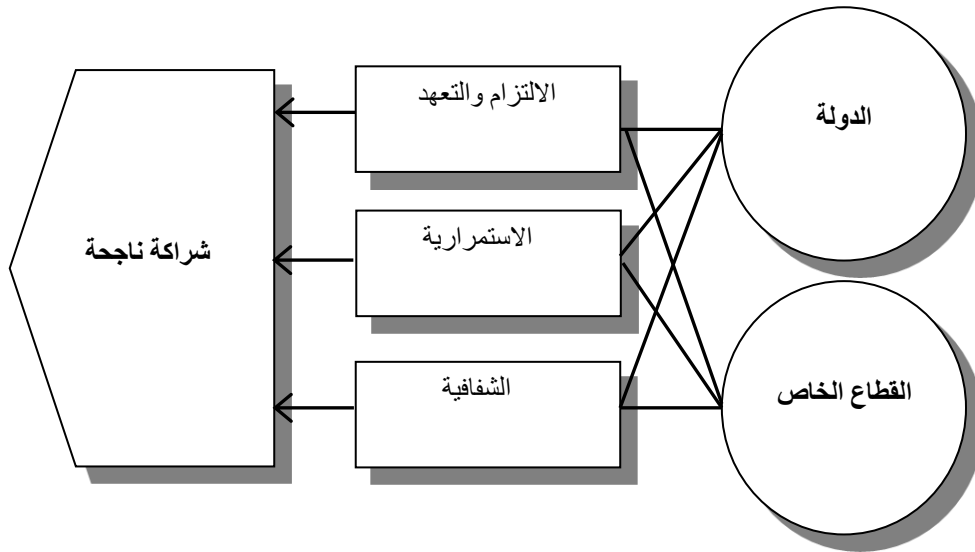 الدولة
القطاع الخاص
الالتزام والتعهد
الاستمرارية
الشفافية
شراكة ناجحة